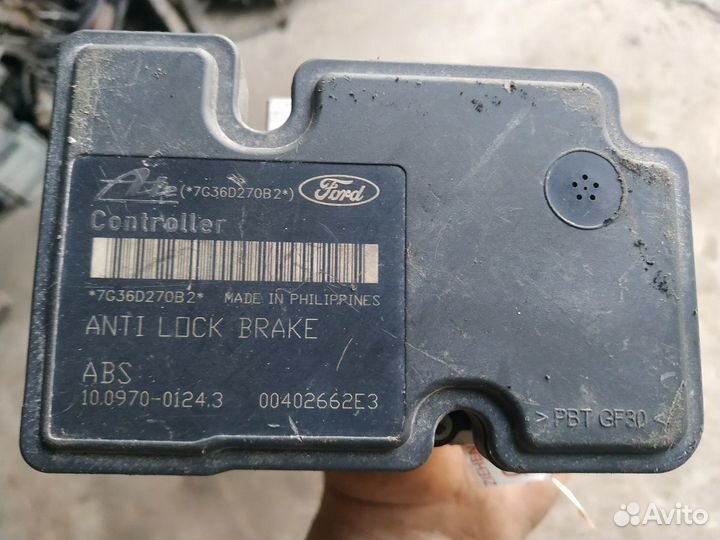 Ate (*7G36D270B2*) Ford
Controller
*7G36D270B2* MADE IN PHILIPPINES
ANTI LOCK BRAKE
ABS
10.0970-0124.3 00402662E3
> PBT GF30 <
Avito